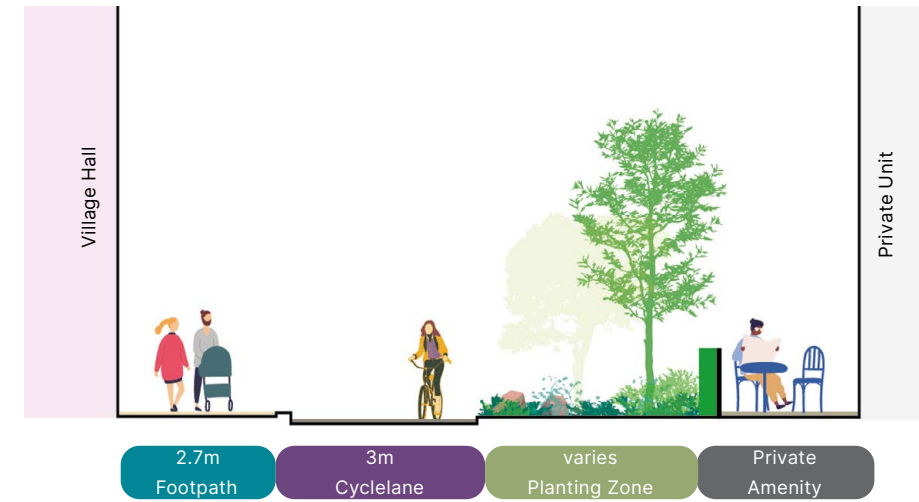 Village Hall
Private Unit
2.7m
Footpath
3m
Cyclelane
varies
Planting Zone
Private
Amenity